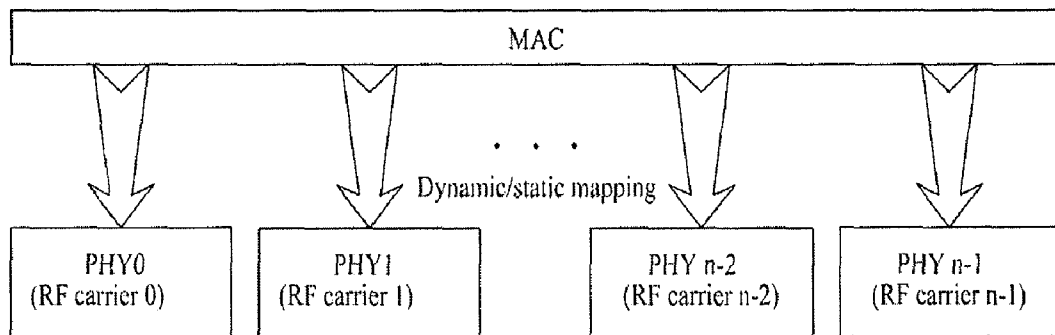 MAC
. . .
Dynamic/static mapping
PHY0
(RF carrier 0)
PHY1
(RF carrier 1)
PHY n-2
(RF carrier n-2)
PHY n-1
(RF carrier n-1)